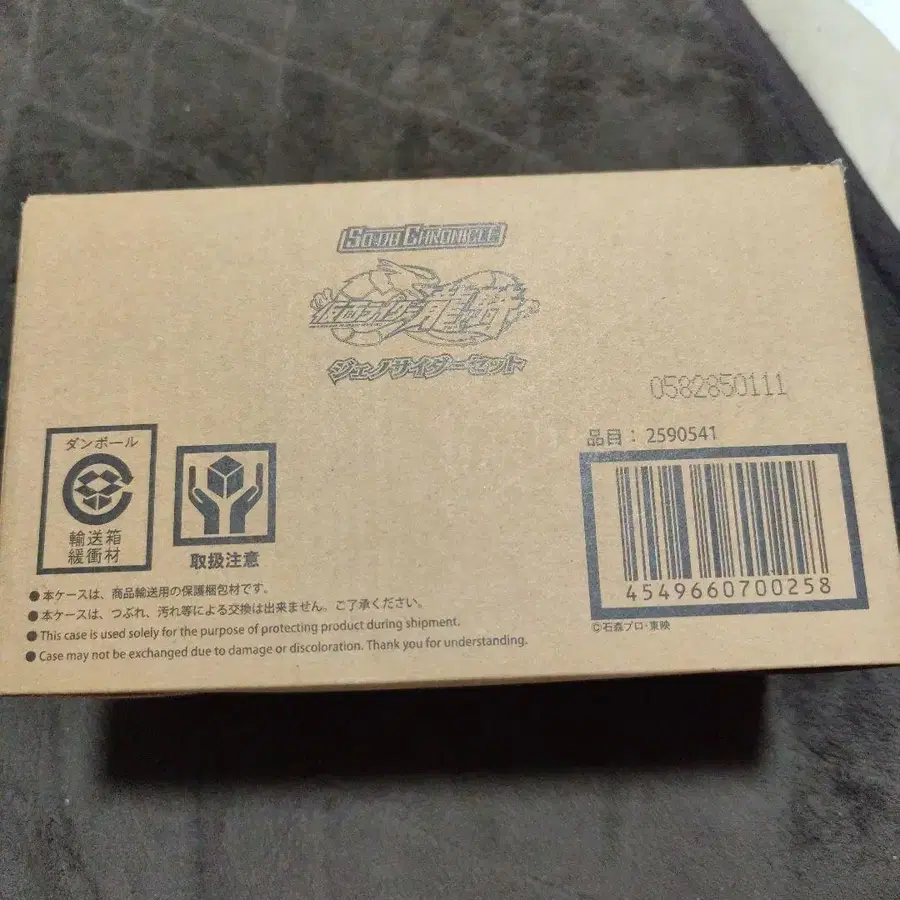 SO-DO CHRONICLE
仮面ライダー龍騎
ジェノサイダーセット
0582850111
品目：2590541
ダンボール
輸送箱
緩衝材
取扱注意
4549660700258
©石森プロ・東映
● 本ケースは、商品輸送用の保護梱包材です。
● 本ケースは、つぶれ、汚れ等による交換は出来ません。ご了承ください。
● This case is used solely for the purpose of protecting product during shipment.
● Case may not be exchanged due to damage or discoloration. Thank you for understanding.